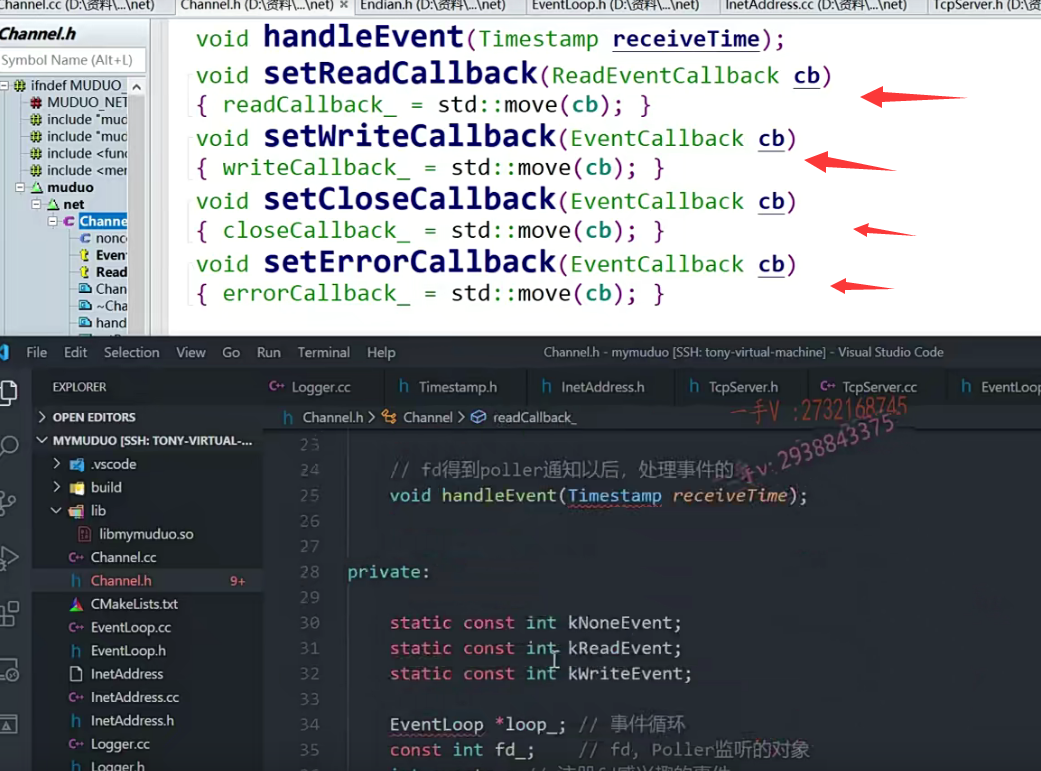 Channel.cc (D:\资料\...\net)
Channel.h (D:\资料\...\net)
Endian.h (D:\资料\...\net)
EventLoop.h (D:\资料\...\net)
InetAddress.cc (D:\资料\...\net)
TcpServer.h (D:\资
Channel.h
Symbol Name (Alt+L)
ifndef MUDUO_
MUDUO_NET
include "mud
include "mud
include <func
include <mem
muduo
net
Channe
nonc
Even
Read
Chan
~Cha
hand
void handleEvent(Timestamp receiveTime);
void setReadCallback(ReadEventCallback cb)
{ readCallback_ = std::move(cb); }
void setWriteCallback(EventCallback cb)
{ writeCallback_ = std::move(cb); }
void setCloseCallback(EventCallback cb)
{ closeCallback_ = std::move(cb); }
void setErrorCallback(EventCallback cb)
{ errorCallback_ = std::move(cb); }
File Edit Selection View Go Run Terminal Help
Channel.h - mymuduo [SSH: tony-virtual-machine] - Visual Studio Code
EXPLORER
Logger.cc
Timestamp.h
InetAddress.h
TcpServer.h
TcpServer.cc
EventLoop
OPEN EDITORS
Channel.h > Channel > readCallback_
一手V :2732168745
手v:2938843375
MYMUDUO [SSH: TONY-VIRTUAL-...
.vscode
build
lib
libmymuduo.so
Channel.cc
Channel.h 9+
CMakeLists.txt
EventLoop.cc
EventLoop.h
InetAddress
InetAddress.cc
InetAddress.h
Logger.cc
Logger.h
23
24 // fd得到poller通知以后，处理事件的
25 void handleEvent(Timestamp receiveTime);
26
27
28 private:
29
30 static const int kNoneEvent;
31 static const int kReadEvent;
32 static const int kWriteEvent;
33
34 EventLoop *loop_; // 事件循环
35 const int fd_; // fd, Poller监听的对象